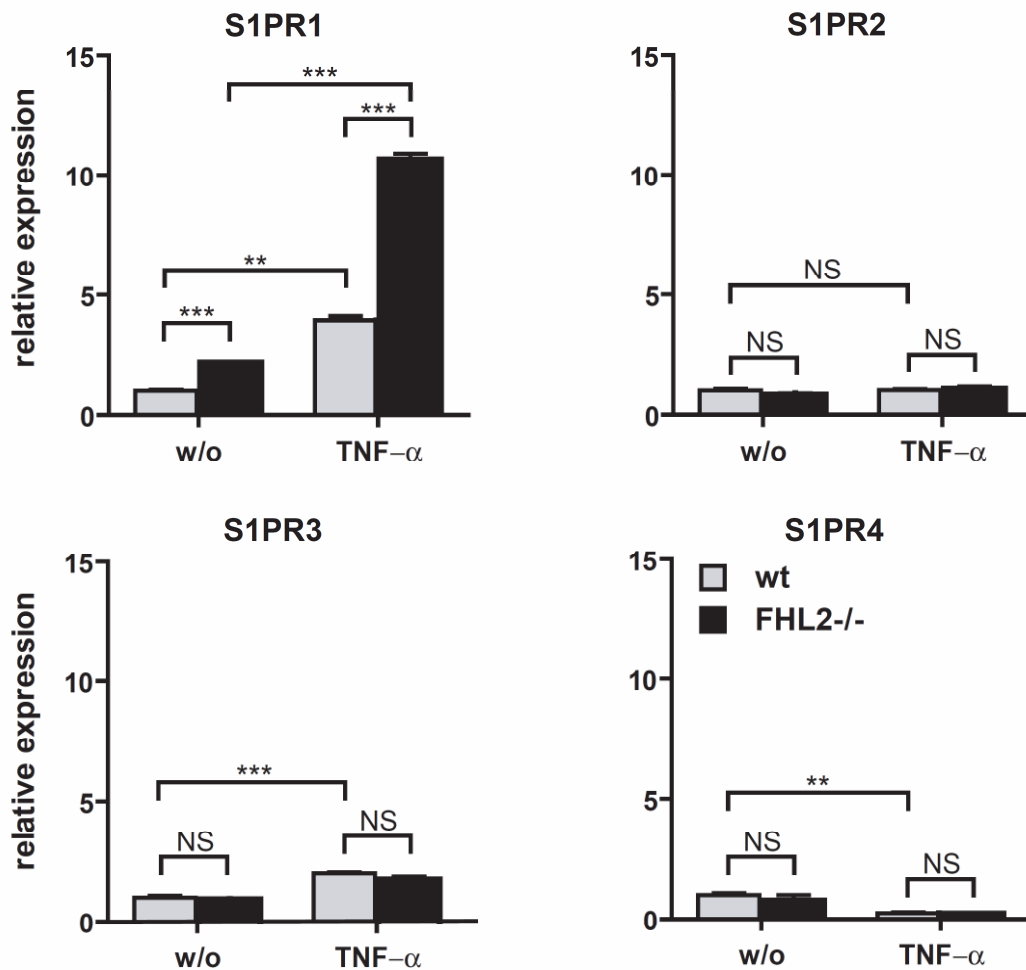 S1PR1
relative expression
15
10
5
0
***
***
**
***
w/o
TNF−α
S1PR2
15
10
5
0
NS
NS
NS
w/o
TNF−α
S1PR3
relative expression
15
10
5
0
***
NS
NS
w/o
TNF−α
S1PR4
15
10
5
0
wt
FHL2-/-
**
NS
NS
w/o
TNF−α